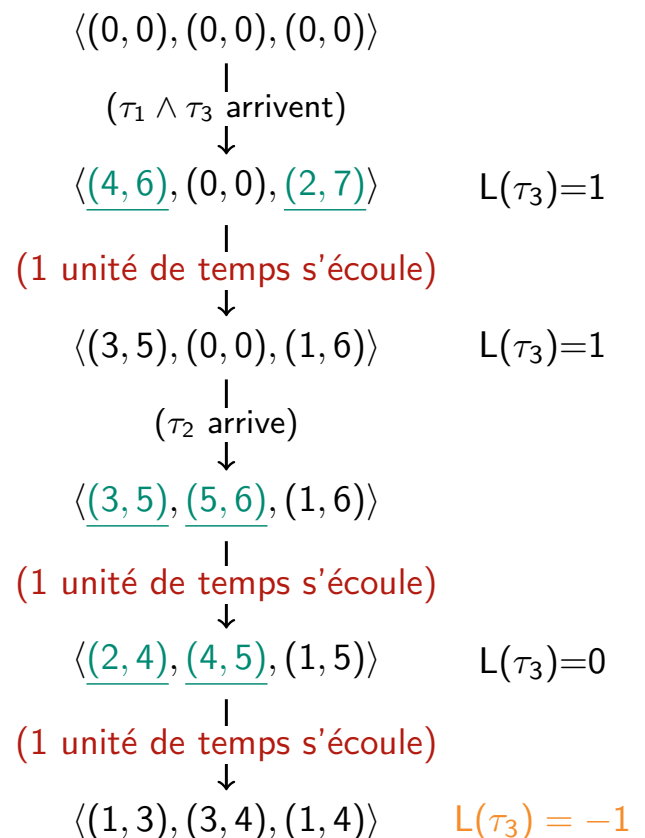 ⟨(0, 0), (0, 0), (0, 0)⟩
(τ₁ ∧ τ₃ arrivent)
⟨(4, 6), (0, 0), (2, 7)⟩ L(τ₃)=1
(1 unité de temps s'écoule)
⟨(3, 5), (0, 0), (1, 6)⟩ L(τ₃)=1
(τ₂ arrive)
⟨(3, 5), (5, 6), (1, 6)⟩
(1 unité de temps s'écoule)
⟨(2, 4), (4, 5), (1, 5)⟩ L(τ₃)=0
(1 unité de temps s'écoule)
⟨(1, 3), (3, 4), (1, 4)⟩ L(τ₃) = −1